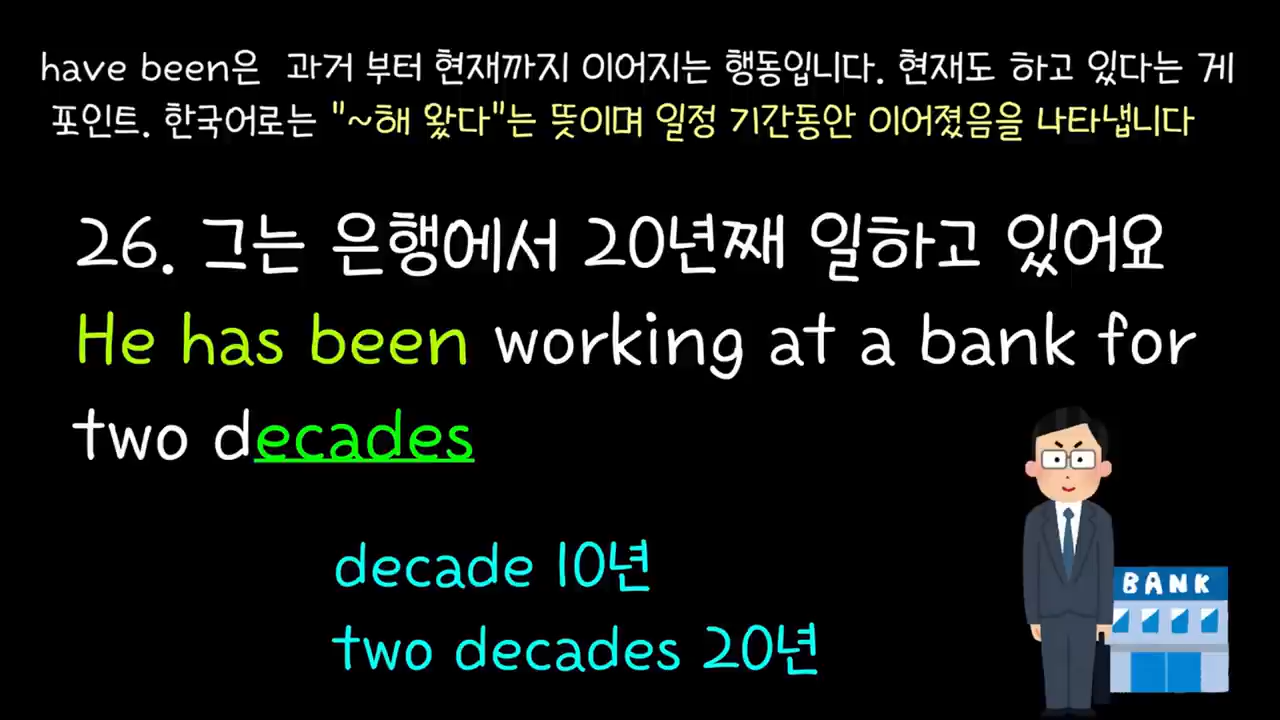 have been은 과거 부터 현재까지 이어지는 행동입니다. 현재도 하고 있다는 게
포인트. 한국어로는 "~해 왔다"는 뜻이며 일정 기간동안 이어졌음을 나타냅니다
26. 그는 은행에서 20년째 일하고 있어요
He has been working at a bank for
two decades
decade 10년
two decades 20년
BANK